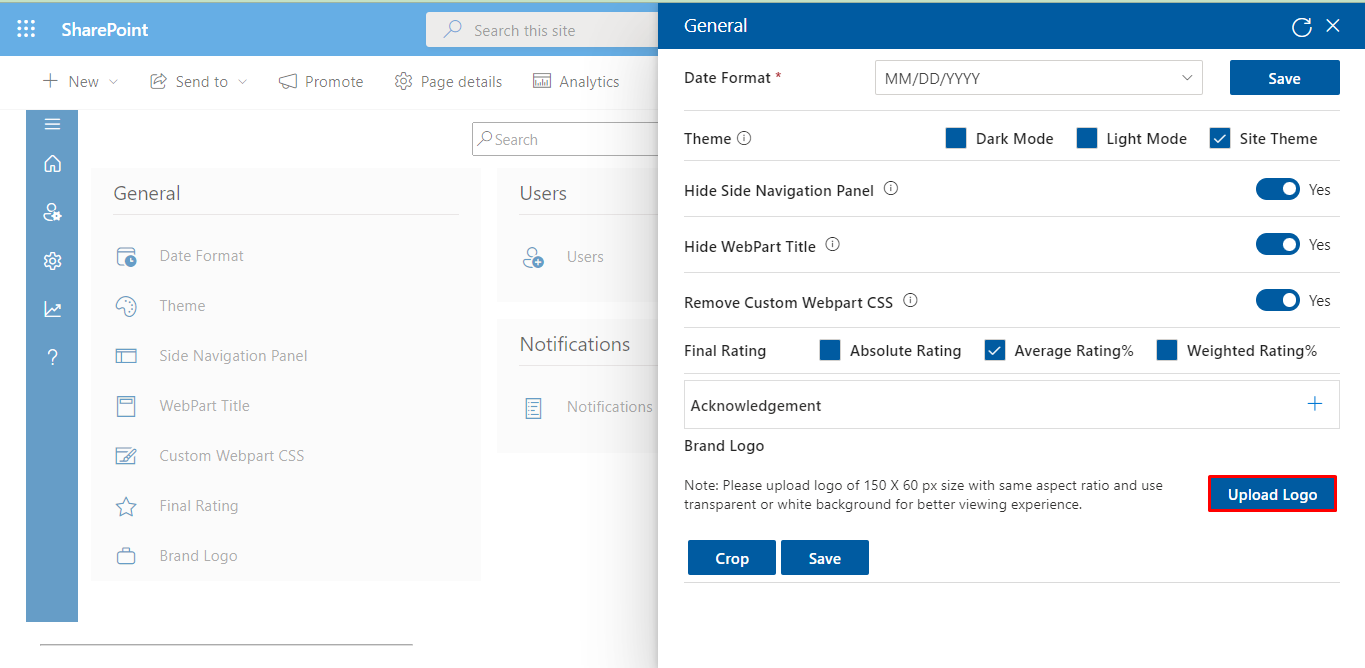 SharePoint
Search this site
New
Send to
Promote
Page details
Analytics
Search
General
Date Format
Theme
Side Navigation Panel
WebPart Title
Custom Webpart CSS
Final Rating
Brand Logo
Users
Users
Notifications
Notifications
General
Date Format *
MM/DD/YYYY
Save
Theme
Dark Mode
Light Mode
Site Theme
Hide Side Navigation Panel
Yes
Hide WebPart Title
Yes
Remove Custom Webpart CSS
Yes
Final Rating
Absolute Rating
Average Rating%
Weighted Rating%
Acknowledgement
Brand Logo
Note: Please upload logo of 150 X 60 px size with same aspect ratio and use
transparent or white background for better viewing experience.
Upload Logo
Crop
Save